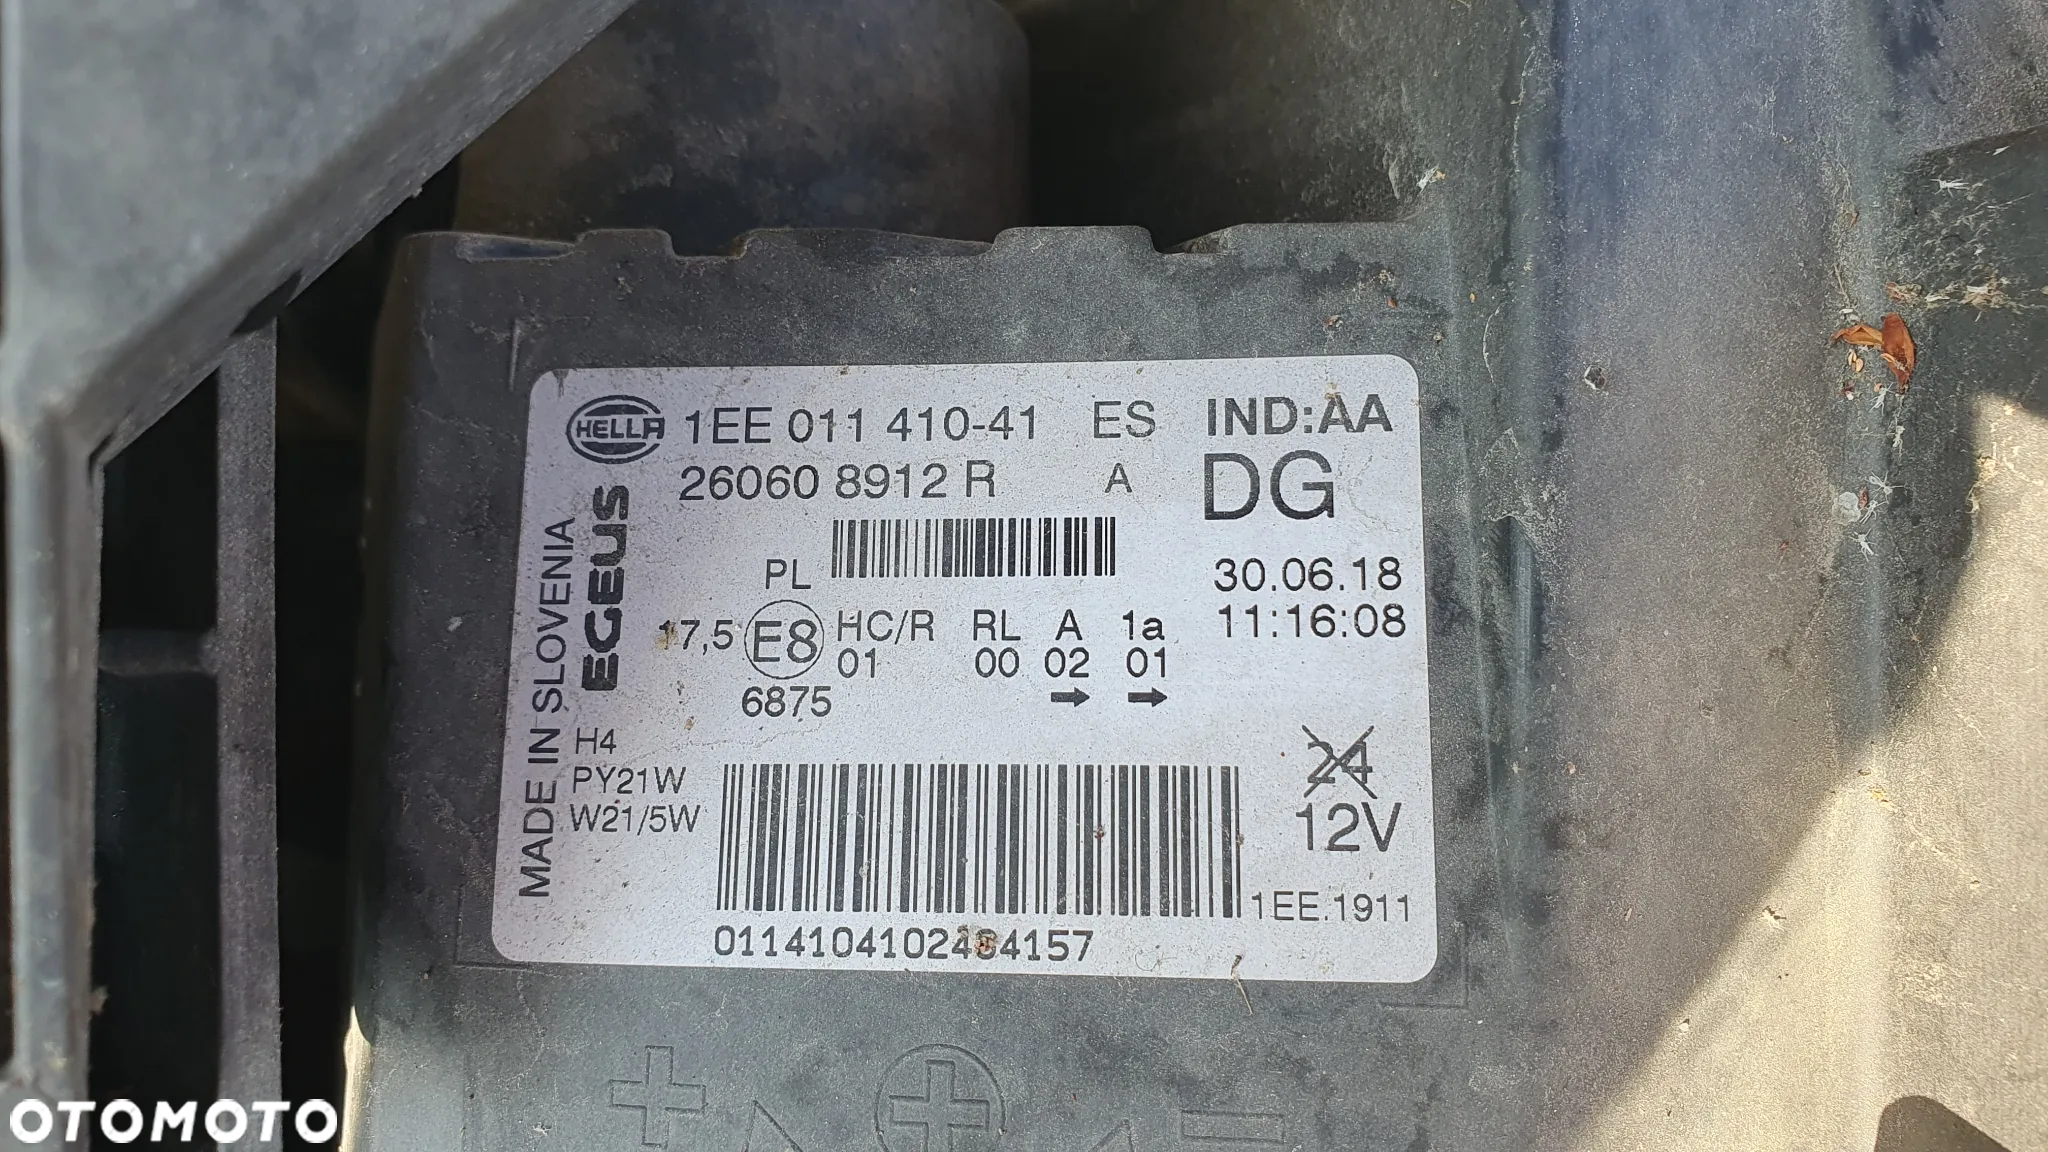 HELLA 1EE 011 410-41 ES IND:AA
26060 8912 R A DG
MADE IN SLOVENIA
EGEUS
PL
30.06.18
11:16:08
17,5 E8 HC/R RL A 1a
01 00 02 01
→ →
6875
H4
PY21W
W21/5W
24
12V
1EE.1911
OTOMOTO